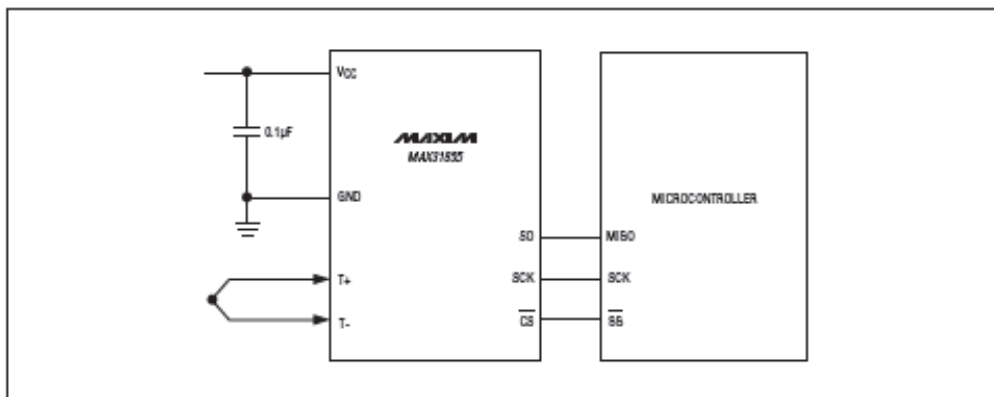 VCC
0.1µF
MAXIM
MAX31855
GND
MICROCONTROLLER
SO
MISO
SCK
SCK
T+
T-
CS
SS